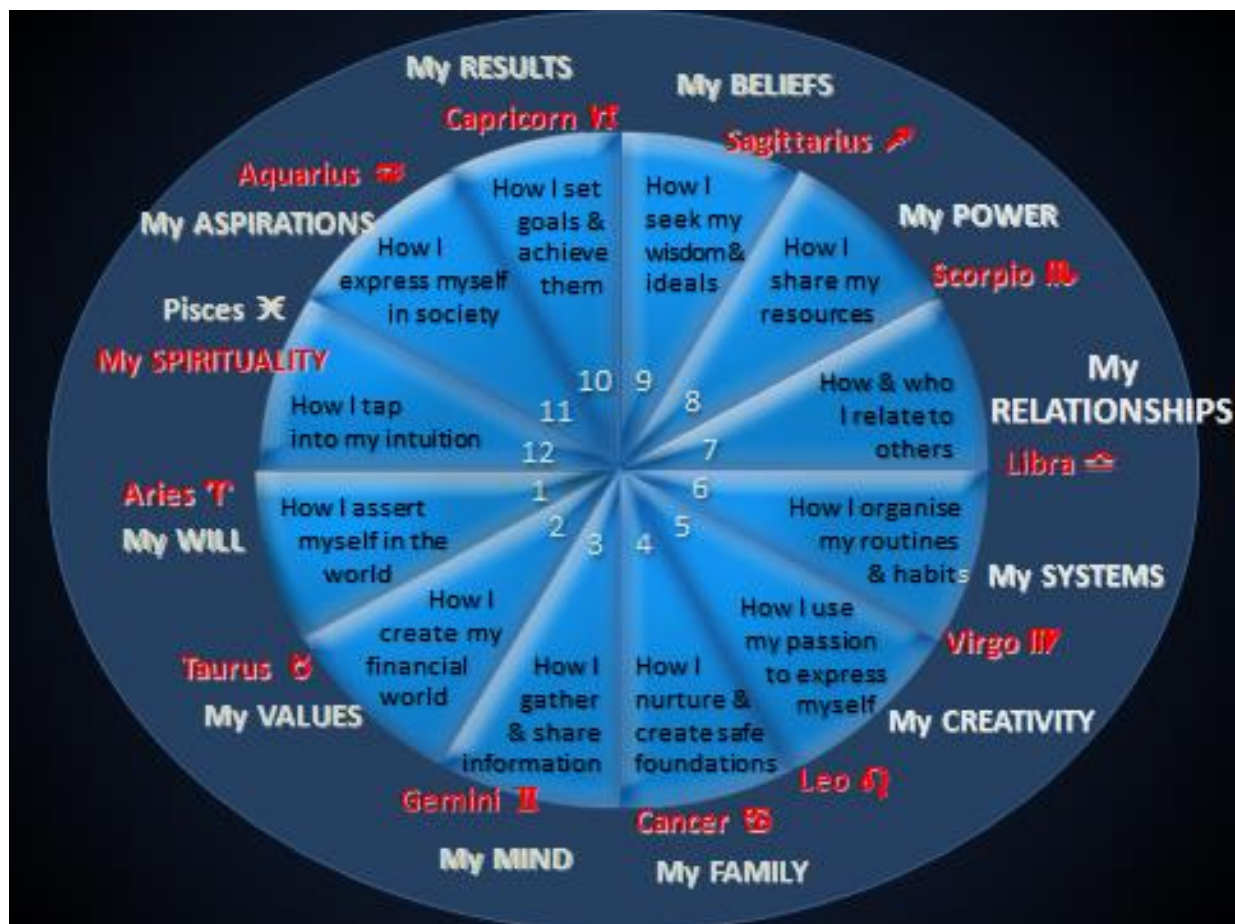 My RESULTS
Capricorn ♑
My BELIEFS
Sagittarius ♐
Aquarius ♒
My ASPIRATIONS
My POWER
Scorpio ♏
Pisces ♓
My SPIRITUALITY
My
RELATIONSHIPS
Libra ♎
Aries ♈
My WILL
My SYSTEMS
Virgo ♍
Taurus ♉
My VALUES
My CREATIVITY
Leo ♌
Gemini ♊
My MIND
Cancer ♋
My FAMILY
How I set
goals &
achieve
them
10
How I
seek my
wisdom &
ideals
9
How I
share my
resources
8
How & who
I relate to
others
7
How I organise
my routines
& habits
6
How I use
my passion
to express
myself
5
How I
nurture &
create safe
foundations
4
How I
gather
& share
information
3
How I
create my
financial
world
2
How I assert
myself in the
world
1
How I tap
into my intuition
12
How I
express myself
in society
11